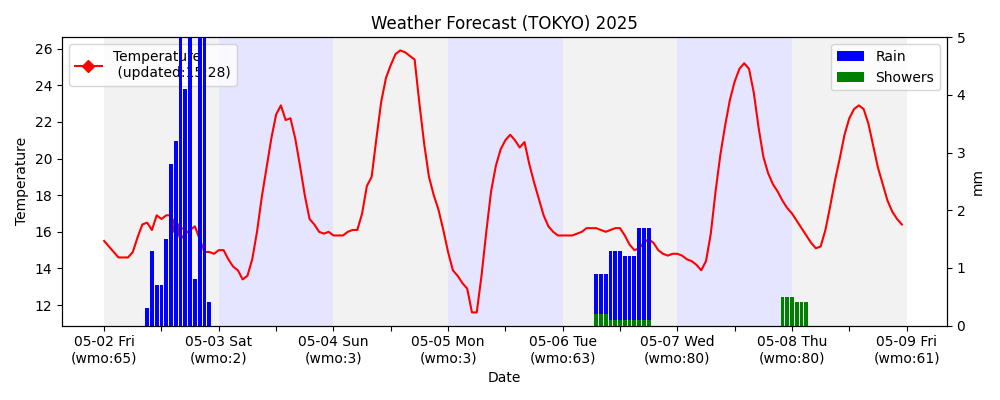 Weather Forecast (TOKYO) 2025
Temperature
(updated:15:28)
Rain
Showers
26
24
22
20
18
16
14
12
Temperature
5
4
3
2
1
0
mm
05-02 Fri
(wmo:65)
05-03 Sat
(wmo:2)
05-04 Sun
(wmo:3)
05-05 Mon
(wmo:3)
05-06 Tue
(wmo:63)
05-07 Wed
(wmo:80)
05-08 Thu
(wmo:80)
05-09 Fri
(wmo:61)
Date